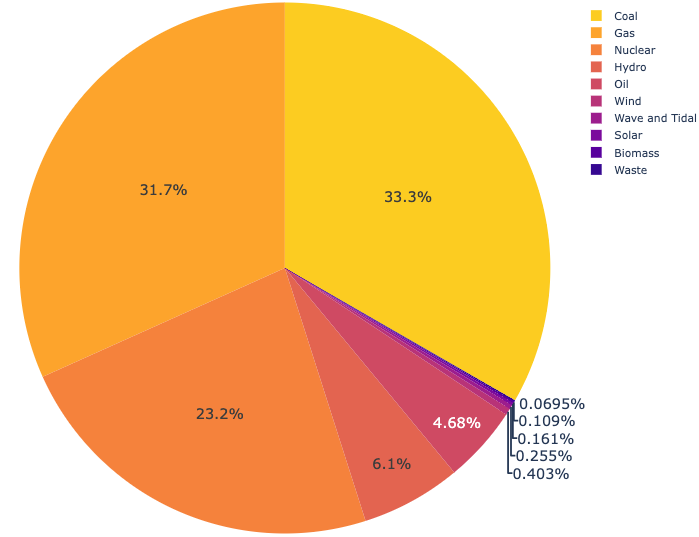 Coal
Gas
Nuclear
Hydro
Oil
Wind
Wave and Tidal
Solar
Biomass
Waste
31.7%
33.3%
23.2%
6.1%
4.68%
0.0695%
0.109%
0.161%
0.255%
0.403%